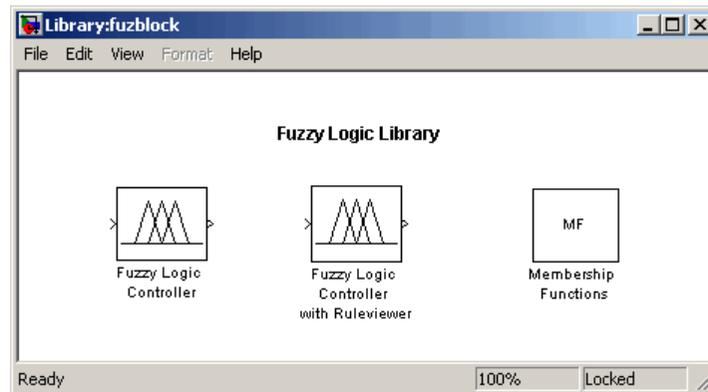 Library:fuzblock
File Edit View Format Help
Fuzzy Logic Library
MF
Fuzzy Logic
Controller
Fuzzy Logic
Controller
with Ruleviewer
Membership
Functions
Ready 100% Locked